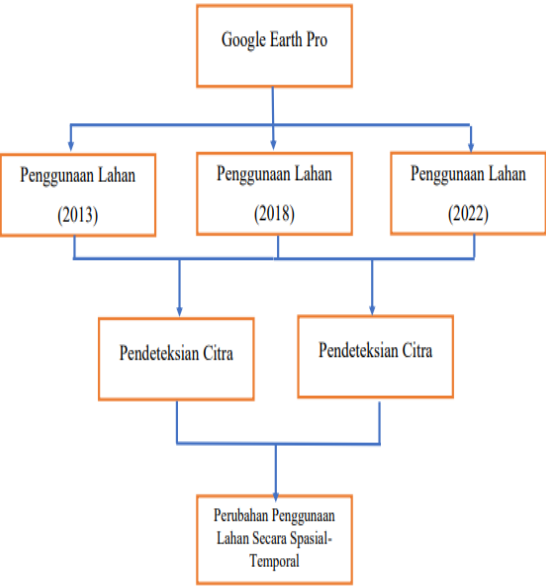 Google Earth Pro
Penggunaan Lahan
(2013)
Penggunaan Lahan
(2018)
Penggunaan Lahan
(2022)
Pendeteksian Citra
Pendeteksian Citra
Perubahan Penggunaan
Lahan Secara Spasial-
Temporal